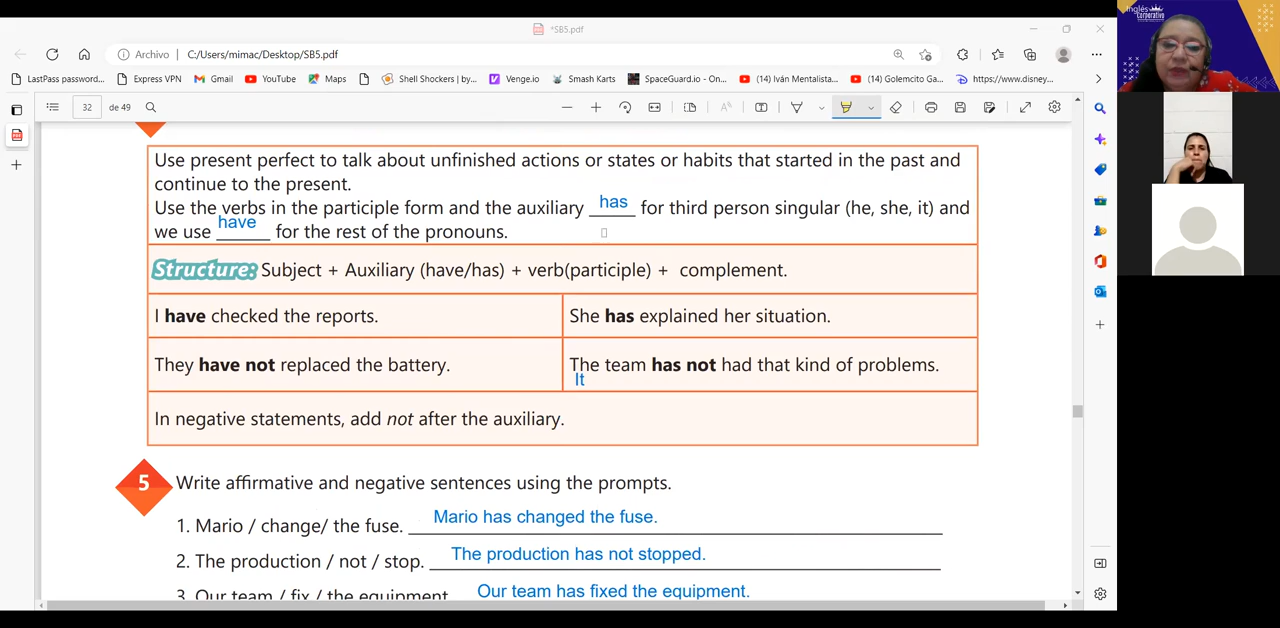 *SB5.pdf
Archivo C:/Users/mimac/Desktop/SB5.pdf
LastPass password... Express VPN Gmail YouTube Maps Shell Shockers | by... Venge.io Smash Karts SpaceGuard.io - On... (14) Iván Mentalista... (14) Golemcito Ga... https://www.disney...
32 de 49
Use present perfect to talk about unfinished actions or states or habits that started in the past and
continue to the present.
Use the verbs in the participle form and the auxiliary has for third person singular (he, she, it) and
we use have for the rest of the pronouns.
Structure: Subject + Auxiliary (have/has) + verb(participle) + complement.
I have checked the reports. She has explained her situation.
They have not replaced the battery. The team has not had that kind of problems.
It
In negative statements, add not after the auxiliary.
5 Write affirmative and negative sentences using the prompts.
1. Mario / change/ the fuse. Mario has changed the fuse.
2. The production / not / stop. The production has not stopped.
3. Our team / fix / the equipment Our team has fixed the equipment.
Inglés
Corporativo